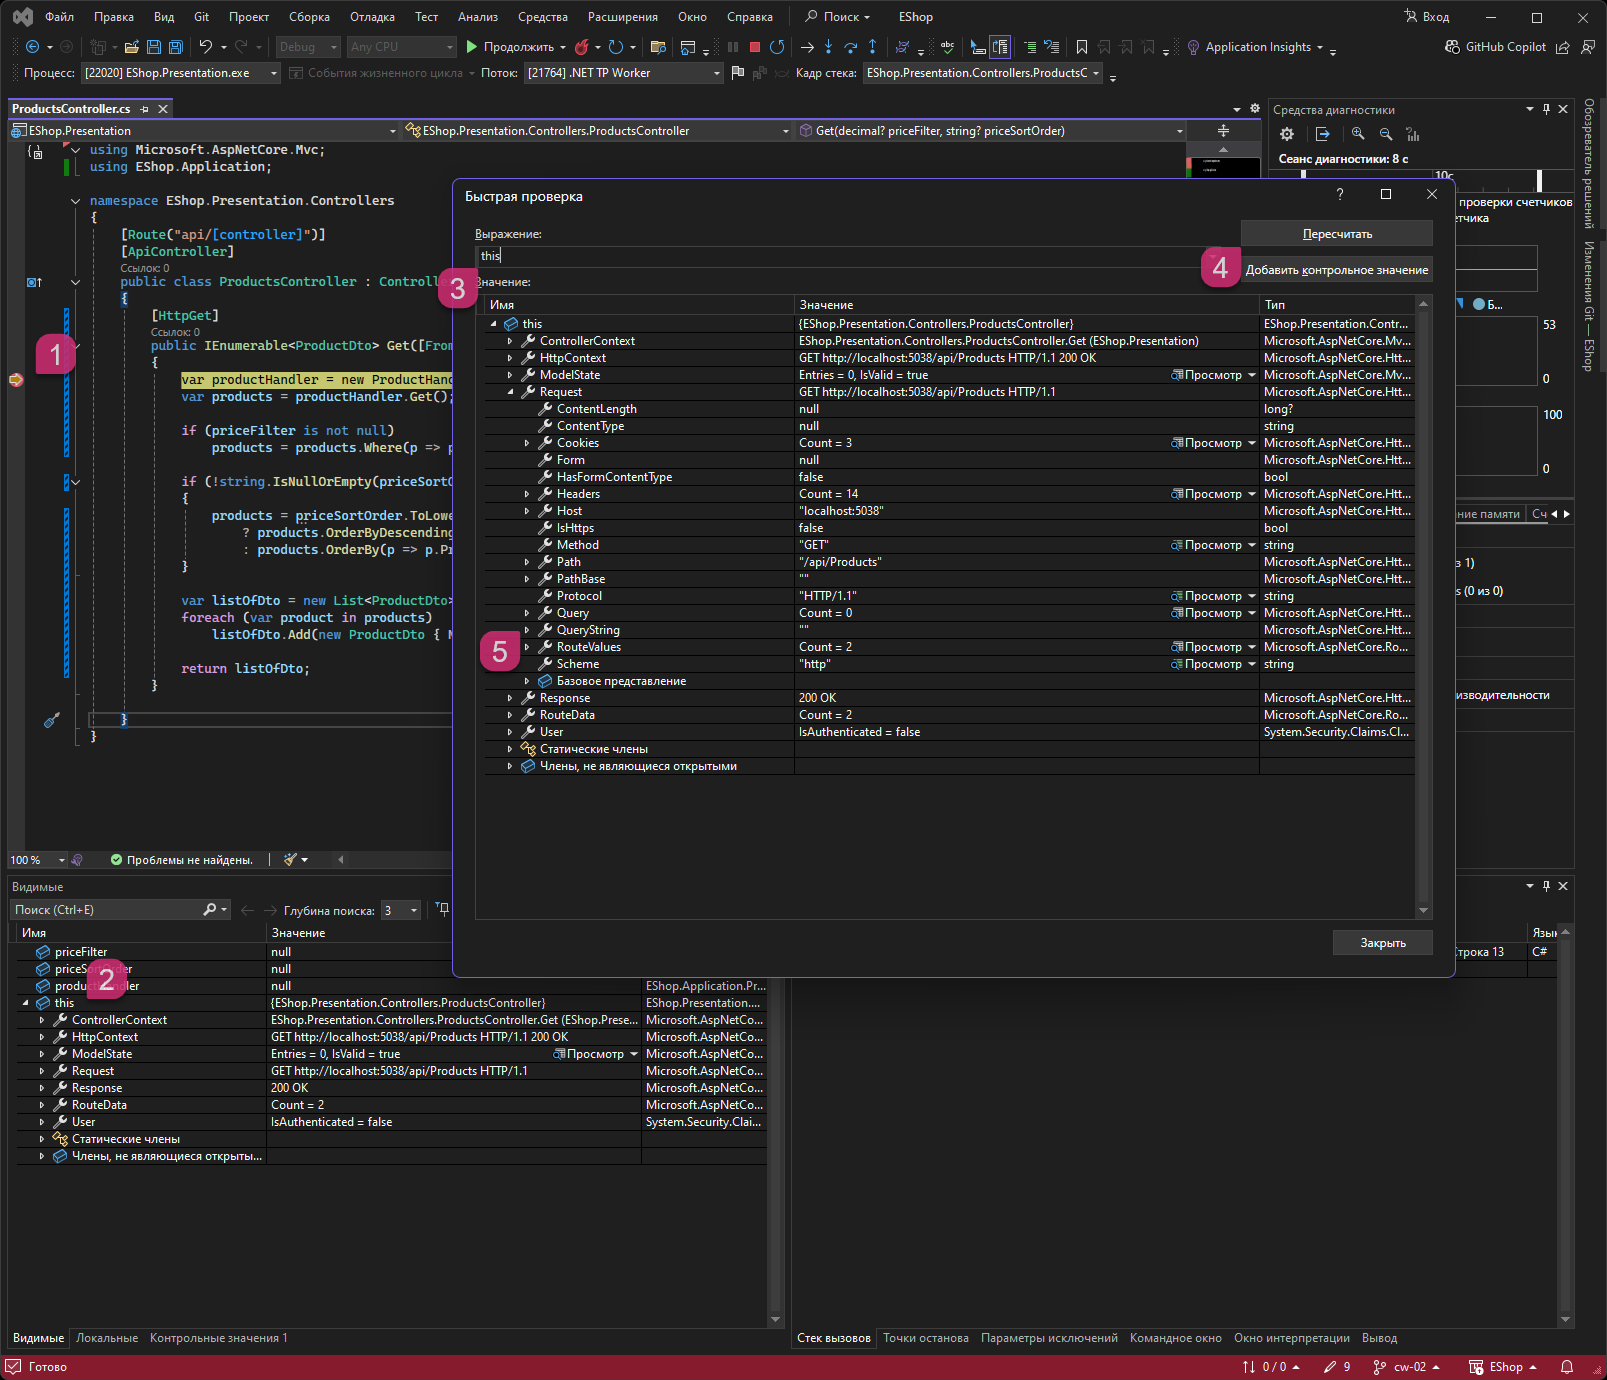 Файл Правка Вид Git Проект Сборка Отладка Тест Анализ Средства Расширения Окно Справка Поиск EShop Вход
Debug Any CPU Продолжить Application Insights GitHub Copilot
Процесс: [22020] EShop.Presentation.exe События жизненного цикла Поток: [21764] .NET TP Worker Кадр стека: EShop.Presentation.Controllers.ProductsC
ProductsController.cs
EShop.Presentation EShop.Presentation.Controllers.ProductsController Get(decimal? priceFilter, string? priceSortOrder)
using Microsoft.AspNetCore.Mvc;
using EShop.Application;
namespace EShop.Presentation.Controllers
{
[Route("api/[controller]")]
[ApiController]
Ссылок: 0
public class ProductsController : Controlle
{
[HttpGet]
Ссылок: 0
public IEnumerable<ProductDto> Get([From
{
var productHandler = new ProductHand
var products = productHandler.Get();
if (priceFilter is not null)
products = products.Where(p => p
if (!string.IsNullOrEmpty(priceSortO
{
products = priceSortOrder.ToLowe
? products.OrderByDescending
: products.OrderBy(p => p.Pr
}
var listOfDto = new List<ProductDto>
foreach (var product in products)
listOfDto.Add(new ProductDto { N
return listOfDto;
}
}
}
1
100 % Проблемы не найдены.
Средства диагностики
Сеанс диагностики: 8 с
10с
проверки счетчиков
тчика
Б...
53
0
100
0
ние памяти Сч
з 1)
s (0 из 0)
изводительности
Обозреватель решений
Изменения Git — EShop
Быстрая проверка
?
Выражение:
Пересчитать
this
4
Добавить контрольное значение
3
Значение:
Имя Значение Тип
this {EShop.Presentation.Controllers.ProductsController} EShop.Presentation.Contr...
ControllerContext EShop.Presentation.Controllers.ProductsController.Get (EShop.Presentation) Microsoft.AspNetCore.Mv...
HttpContext GET http://localhost:5038/api/Products HTTP/1.1 200 OK Microsoft.AspNetCore.Htt...
ModelState Entries = 0, IsValid = true Просмотр Microsoft.AspNetCore.Mv...
Request GET http://localhost:5038/api/Products HTTP/1.1 Microsoft.AspNetCore.Htt...
ContentLength null long?
ContentType null string
Cookies Count = 3 Просмотр Microsoft.AspNetCore.Htt...
Form null Microsoft.AspNetCore.Htt...
HasFormContentType false bool
Headers Count = 14 Просмотр Microsoft.AspNetCore.Htt...
Host "localhost:5038" Microsoft.AspNetCore.Htt...
IsHttps false bool
Method "GET" Просмотр string
Path "/api/Products" Microsoft.AspNetCore.Htt...
PathBase "" Microsoft.AspNetCore.Htt...
Protocol "HTTP/1.1" Просмотр string
Query Count = 0 Просмотр Microsoft.AspNetCore.Htt...
QueryString "" Microsoft.AspNetCore.Htt...
5
RouteValues Count = 2 Просмотр Microsoft.AspNetCore.Ro...
Scheme "http" Просмотр string
Базовое представление
Response 200 OK Microsoft.AspNetCore.Htt...
RouteData Count = 2 Microsoft.AspNetCore.Ro...
User IsAuthenticated = false System.Security.Claims.Cl...
Статические члены
Члены, не являющиеся открытыми
Закрыть
Видимые
Поиск (Ctrl+E) Глубина поиска: 3
Имя Значение
priceFilter null
priceSortOrder null
2
productHandler null EShop.Application.Pr...
this {EShop.Presentation.Controllers.ProductsController} EShop.Presentation....
ControllerContext EShop.Presentation.Controllers.ProductsController.Get (EShop.Prese... Microsoft.AspNetCo...
HttpContext GET http://localhost:5038/api/Products HTTP/1.1 200 OK Microsoft.AspNetCo...
ModelState Entries = 0, IsValid = true Просмотр Microsoft.AspNetCo...
Request GET http://localhost:5038/api/Products HTTP/1.1 Microsoft.AspNetCo...
Response 200 OK Microsoft.AspNetCo...
RouteData Count = 2 Microsoft.AspNetCo...
User IsAuthenticated = false System.Security.Clai...
Статические члены
Члены, не являющиеся открыты...
Язык
трока 13 C#
Видимые Локальные Контрольные значения 1
Стек вызовов Точки останова Параметры исключений Командное окно Окно интерпретации Вывод
Готово 0 / 0 9 cw-02 EShop